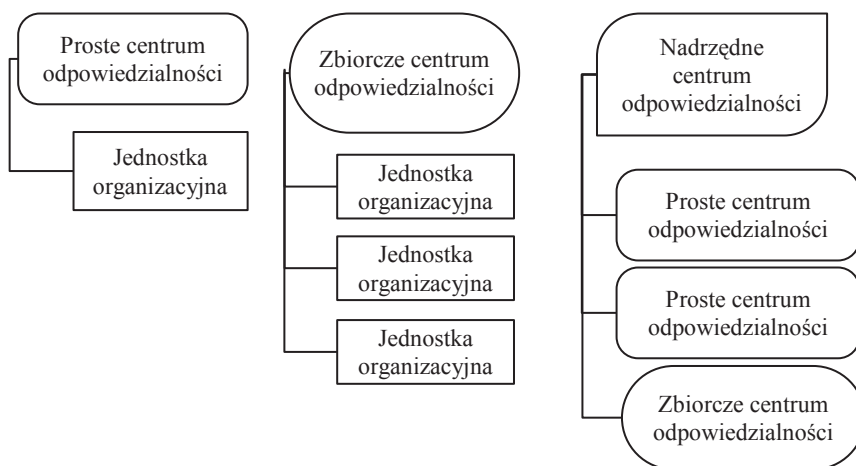 Proste centrum
odpowiedzialności
Jednostka
organizacyjna
Zbiorcze centrum
odpowiedzialności
Jednostka
organizacyjna
Jednostka
organizacyjna
Jednostka
organizacyjna
Nadrzędne
centrum
odpowiedzialności
Proste centrum
odpowiedzialności
Proste centrum
odpowiedzialności
Zbiorcze centrum
odpowiedzialności